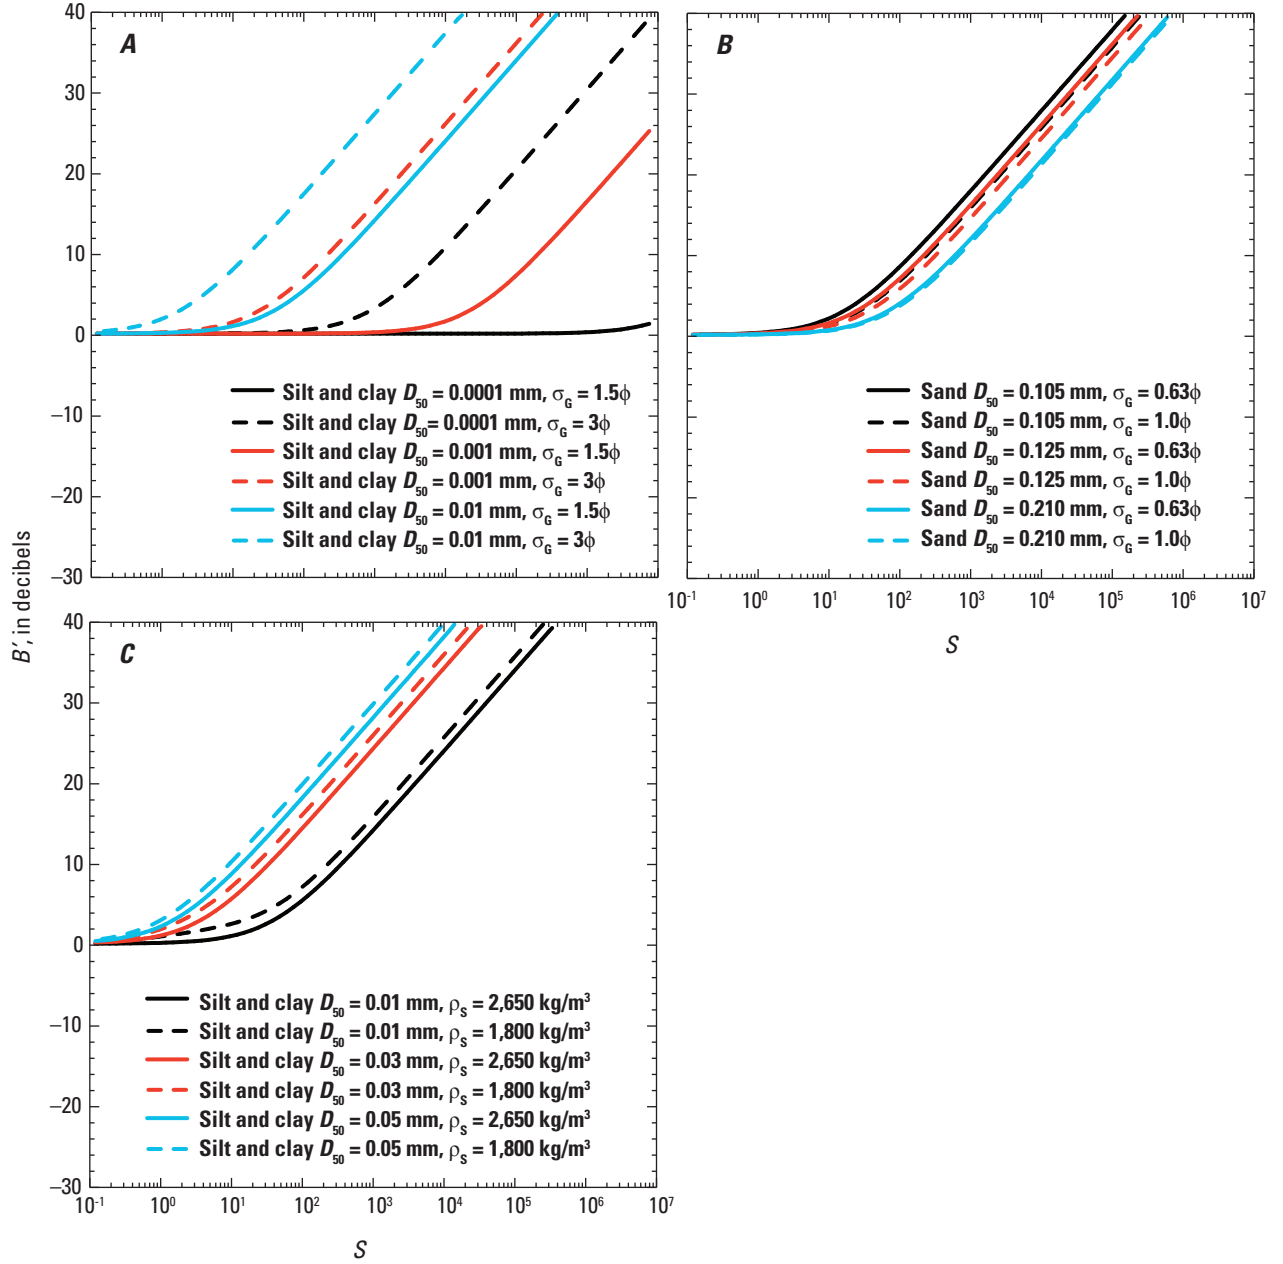 A
40
30
20
10
0
–10
–20
–30
Silt and clay D50 = 0.0001 mm, σG = 1.5ϕ
Silt and clay D50= 0.0001 mm, σG = 3ϕ
Silt and clay D50 = 0.001 mm, σG = 1.5ϕ
Silt and clay D50 = 0.001 mm, σG = 3ϕ
Silt and clay D50 = 0.01 mm, σG = 1.5ϕ
Silt and clay D50 = 0.01 mm, σG = 3ϕ
B
Sand D50 = 0.105 mm, σG = 0.63ϕ
Sand D50 = 0.105 mm, σG = 1.0ϕ
Sand D50 = 0.125 mm, σG = 0.63ϕ
Sand D50 = 0.125 mm, σG = 1.0ϕ
Sand D50 = 0.210 mm, σG = 0.63ϕ
Sand D50 = 0.210 mm, σG = 1.0ϕ
10-1 100 101 102 103 104 105 106 107
S
B′, in decibels
C
40
30
20
10
0
–10
–20
–30
Silt and clay D50 = 0.01 mm, ρS = 2,650 kg/m3
Silt and clay D50 = 0.01 mm, ρS = 1,800 kg/m3
Silt and clay D50 = 0.03 mm, ρS = 2,650 kg/m3
Silt and clay D50 = 0.03 mm, ρS = 1,800 kg/m3
Silt and clay D50 = 0.05 mm, ρS = 2,650 kg/m3
Silt and clay D50 = 0.05 mm, ρS = 1,800 kg/m3
10-1 100 101 102 103 104 105 106 107
S